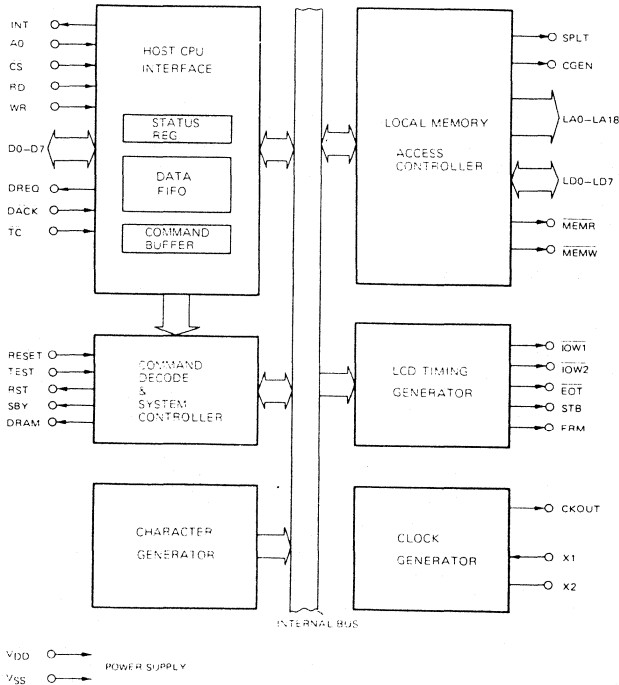 INT
A0
CS
RD
WR
D0-D7
DREQ
DACK
TC
HOST CPU
INTERFACE
STATUS
REG
DATA
FIFO
COMMAND
BUFFER
LOCAL MEMORY
ACCESS
CONTROLLER
SPLT
CGEN
LA0-LA18
LD0-LD7
MEMR
MEMW
RESET
TEST
RST
SBY
DRAM
COMMAND
DECODE
&
SYSTEM
CONTROLLER
LCD TIMING
GENERATOR
IOW1
IOW2
EOT
STB
FRM
CHARACTER
GENERATOR
CLOCK
GENERATOR
CKOUT
X1
X2
INTERNAL BUS
VDD
VSS
POWER SUPPLY